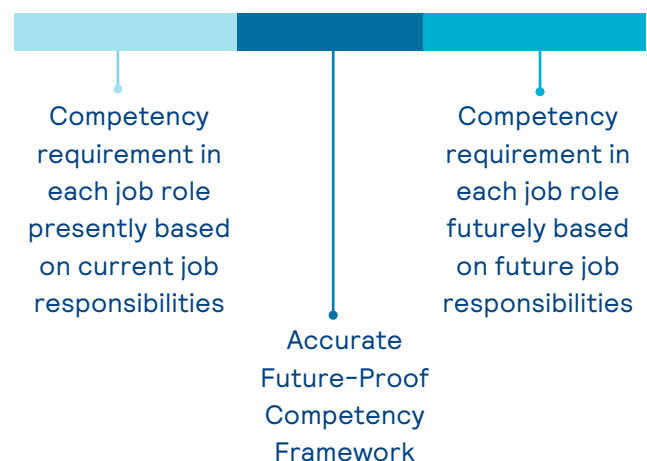 Competency
requirement in
each job role
presently based
on current job
responsibilities
Accurate
Future-Proof
Competency
Framework
Competency
requirement in
each job role
futurely based
on future job
responsibilities